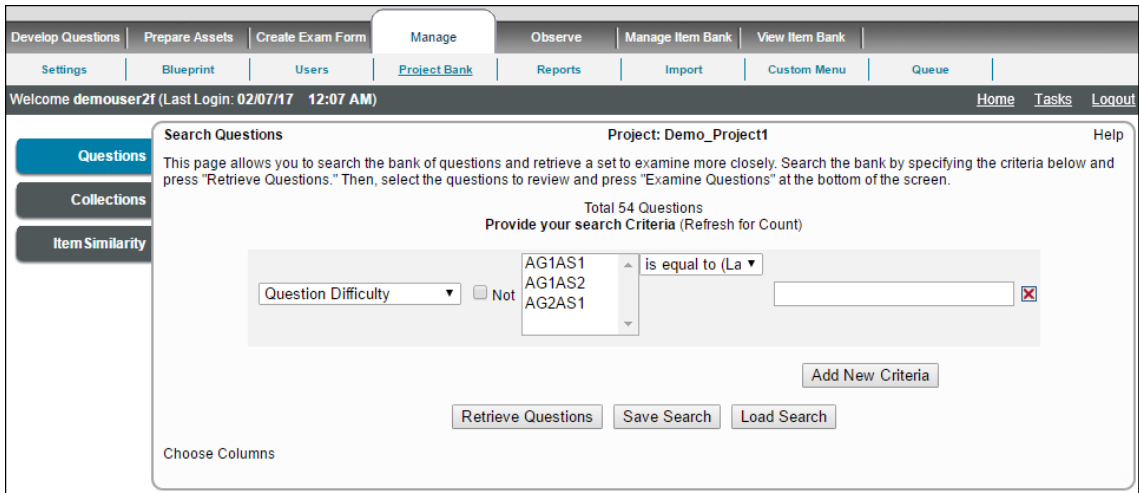 Develop Questions Prepare Assets Create Exam Form Manage Observe Manage Item Bank View Item Bank
Settings Blueprint Users Project Bank Reports Import Custom Menu Queue
Welcome demouser2f (Last Login: 02/07/17 12:07 AM) Home Tasks Logout
Questions
Collections
Item Similarity
Search Questions Project: Demo_Project1 Help
This page allows you to search the bank of questions and retrieve a set to examine more closely. Search the bank by specifying the criteria below and
press "Retrieve Questions." Then, select the questions to review and press "Examine Questions" at the bottom of the screen.
Total 54 Questions
Provide your search Criteria (Refresh for Count)
Question Difficulty Not
AG1AS1
AG1AS2
AG2AS1
is equal to (La
Add New Criteria
Retrieve Questions Save Search Load Search
Choose Columns